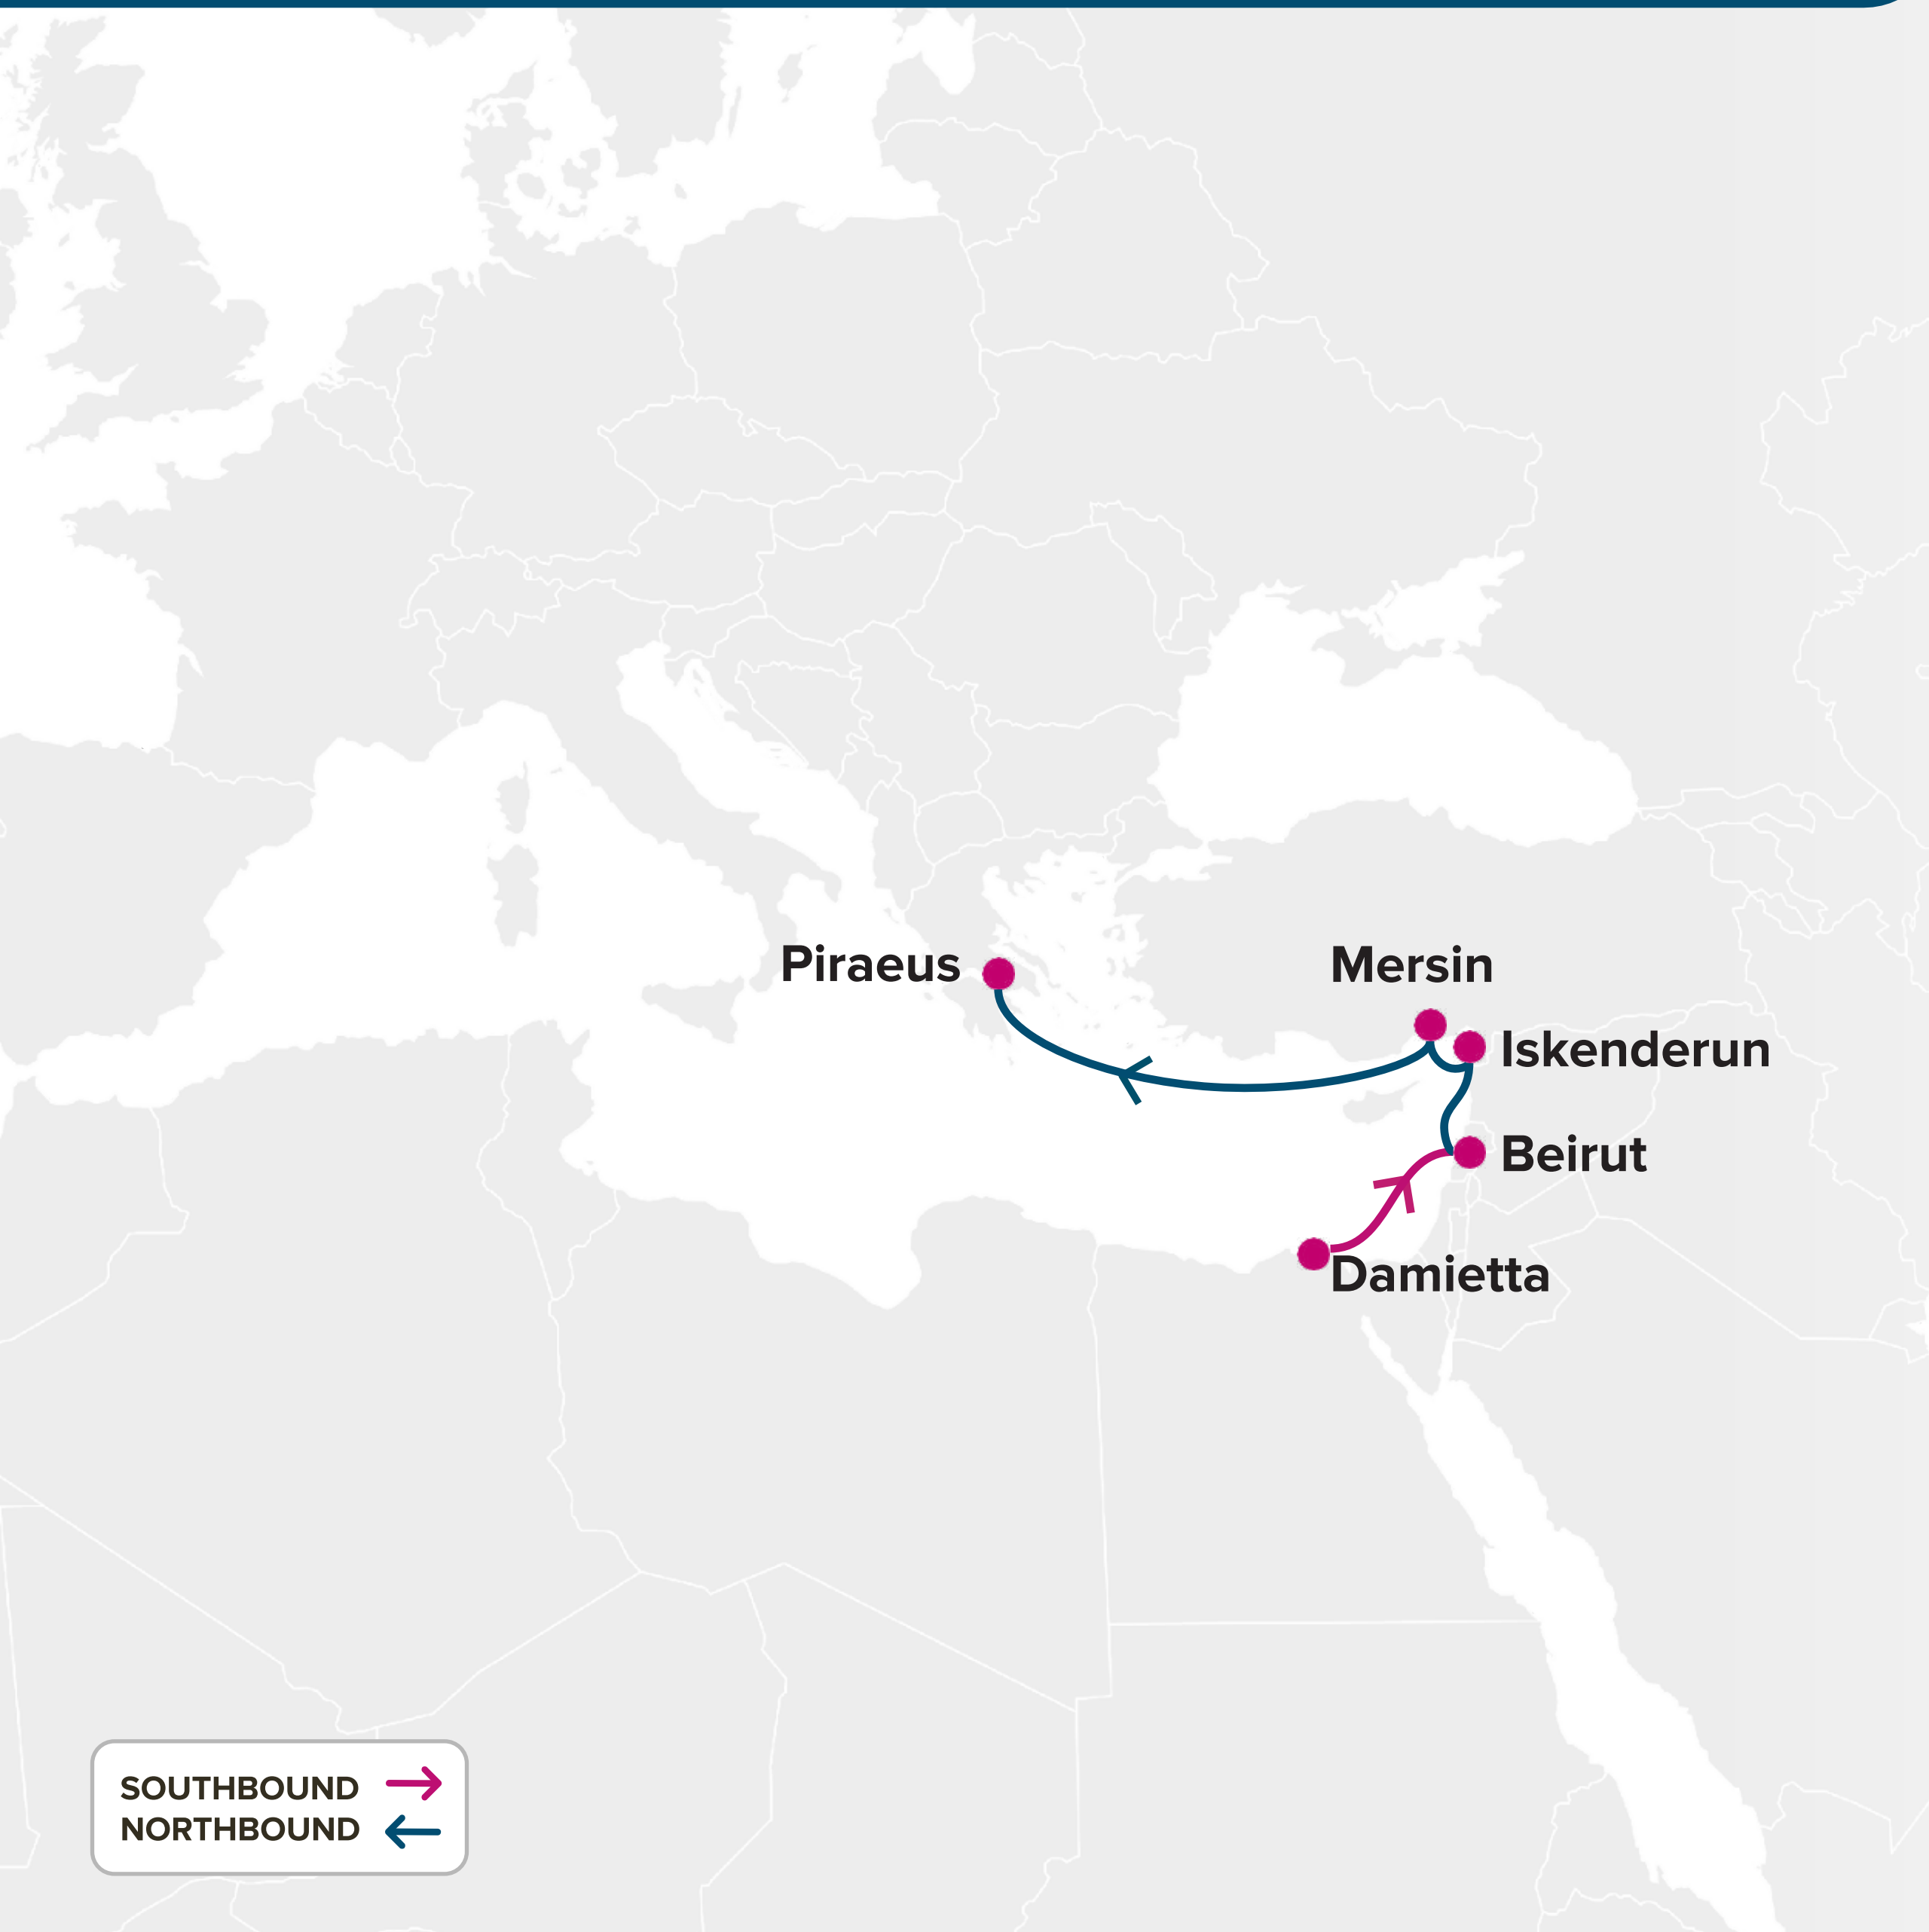 Piraeus
Mersin
Iskenderun
Beirut
Damietta
SOUTHBOUND
NORTHBOUND